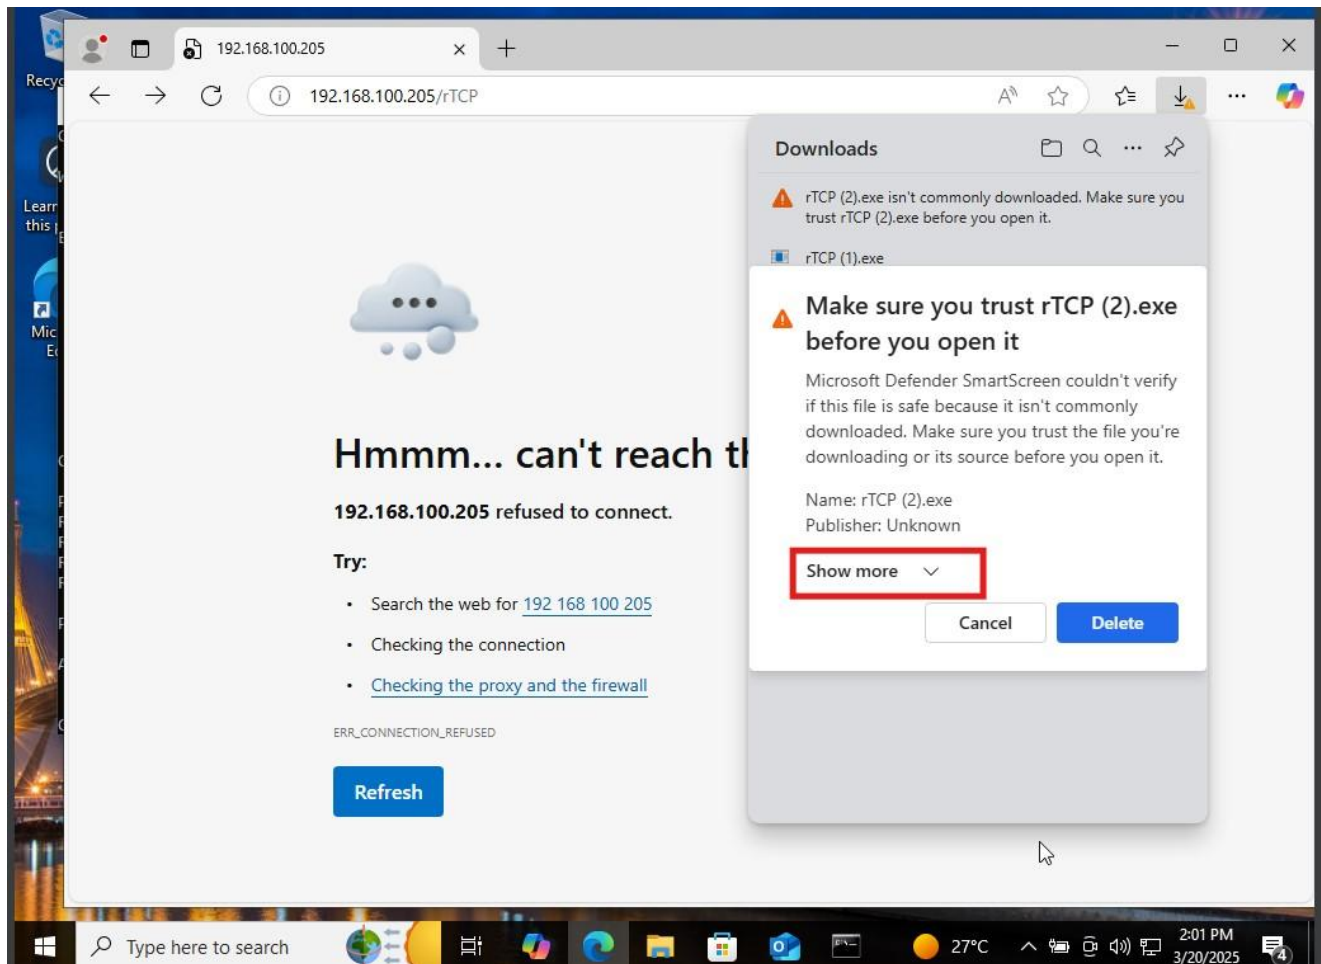 Recyc
192.168.100.205
192.168.100.205/rTCP
Learn
this p
Mic
Ed
Downloads
rTCP (2).exe isn't commonly downloaded. Make sure you
trust rTCP (2).exe before you open it.
rTCP (1).exe
Make sure you trust rTCP (2).exe
before you open it
Microsoft Defender SmartScreen couldn't verify
if this file is safe because it isn't commonly
downloaded. Make sure you trust the file you're
downloading or its source before you open it.
Name: rTCP (2).exe
Publisher: Unknown
Show more
Cancel
Delete
Hmmm... can't reach th
192.168.100.205 refused to connect.
Try:
• Search the web for 192 168 100 205
• Checking the connection
• Checking the proxy and the firewall
ERR_CONNECTION_REFUSED
Refresh
Type here to search
27°C
2:01 PM
3/20/2025
4